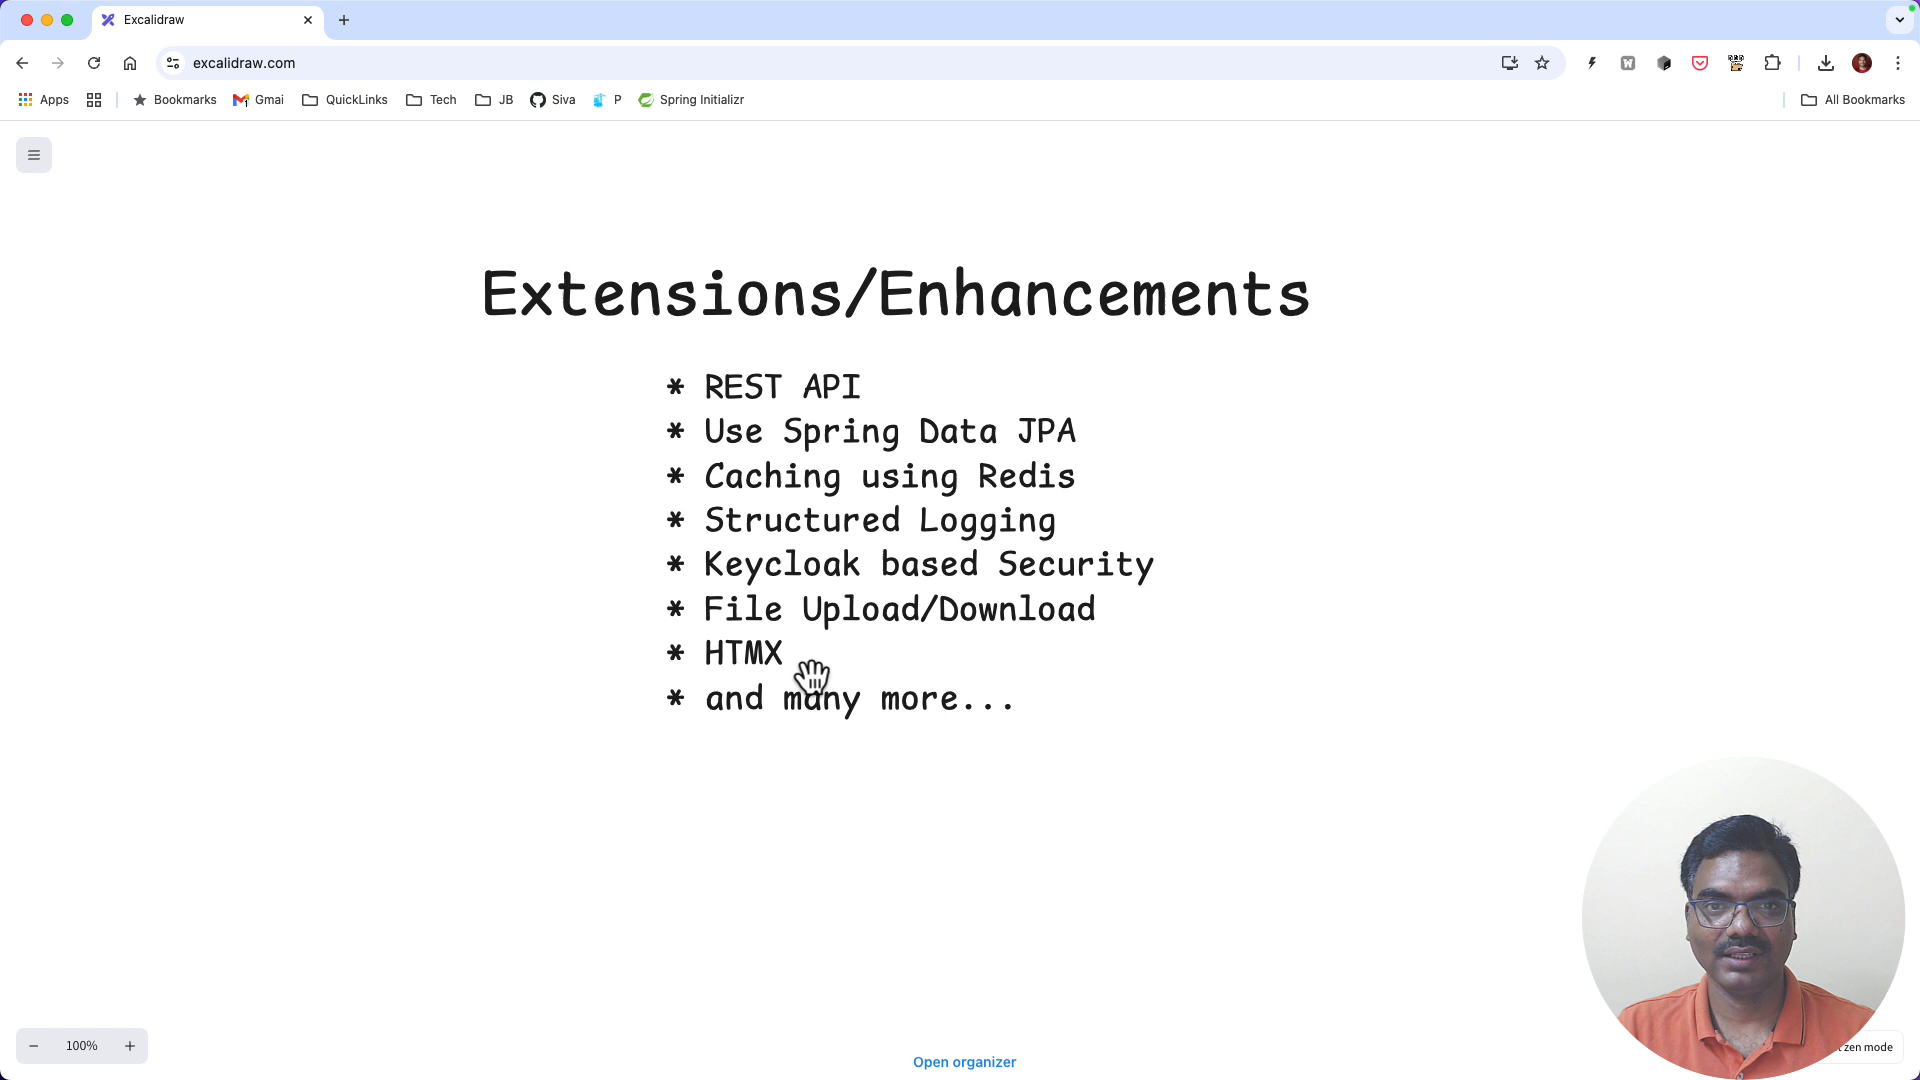 Excalidraw
excalidraw.com
Apps
Bookmarks
Gmai
QuickLinks
Tech
JB
Siva
P
Spring Initializr
All Bookmarks
Extensions/Enhancements
* REST API
* Use Spring Data JPA
* Caching using Redis
* Structured Logging
* Keycloak based Security
* File Upload/Download
* HTMX
* and many more...
100%
Open organizer
zen mode